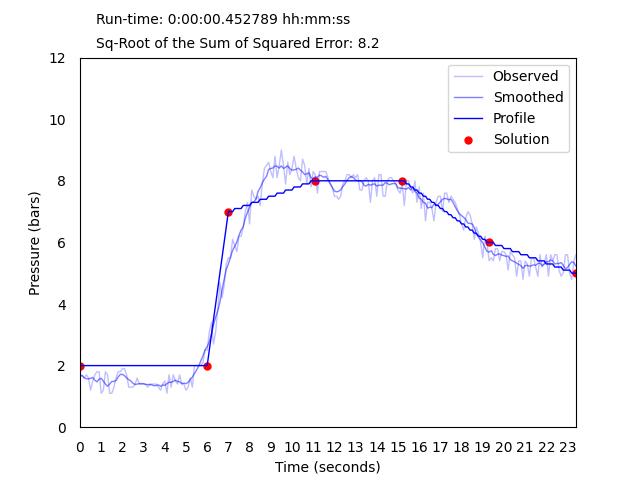 Run-time: 0:00:00.452789 hh:mm:ss
Sq-Root of the Sum of Squared Error: 8.2
12
10
8
6
4
2
0
Pressure (bars)
Observed
Smoothed
Profile
Solution
0 1 2 3 4 5 6 7 8 9 10 11 12 13 14 15 16 17 18 19 20 21 22 23
Time (seconds)